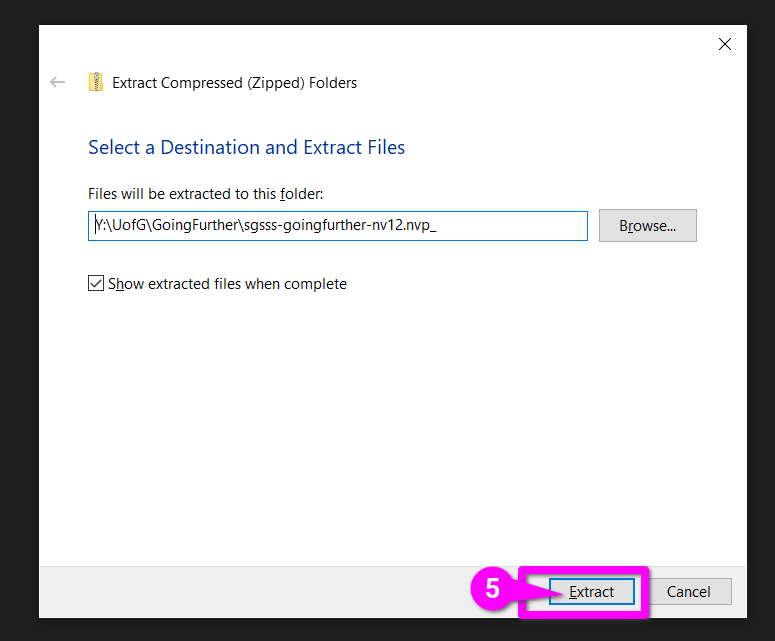 Extract Compressed (Zipped) Folders
Select a Destination and Extract Files
Files will be extracted to this folder:
Y:\UofG\GoingFurther\sgsss-goingfurther-nv12.nvp_
Browse...
Show extracted files when complete
5
Extract
Cancel